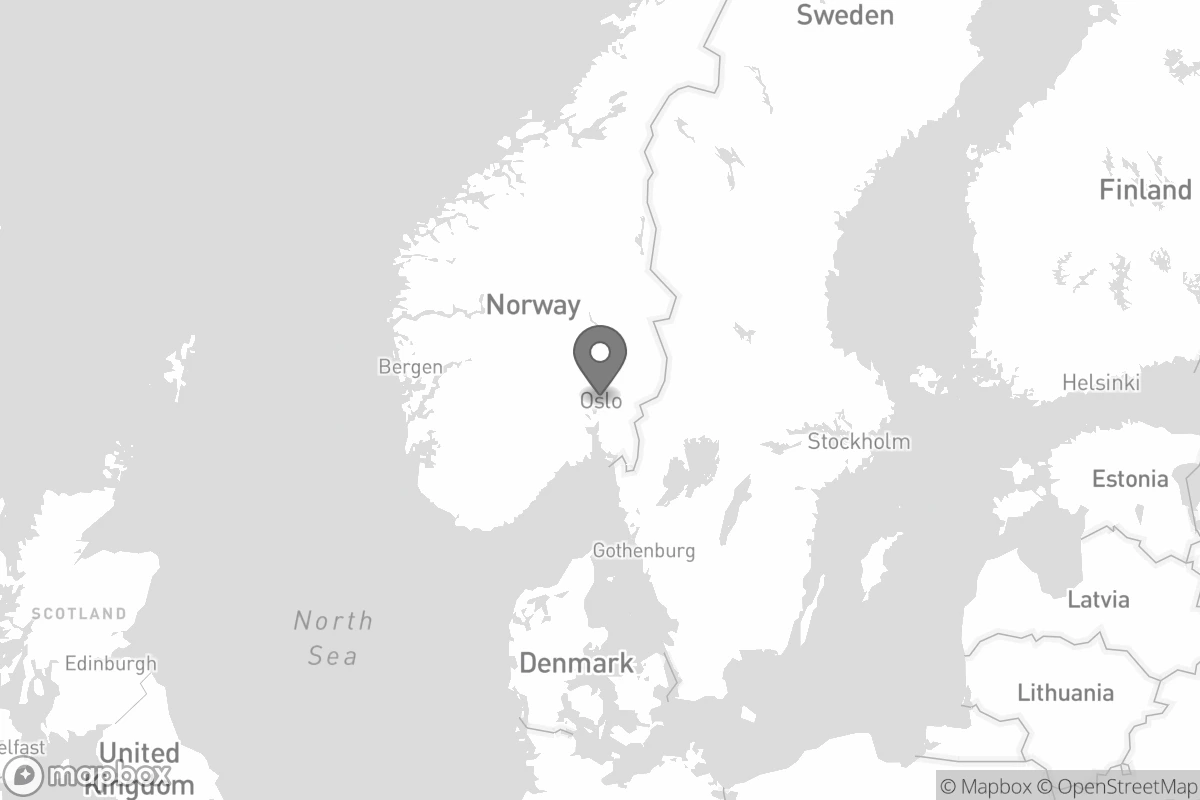 Sweden
Finland
Norway
Bergen
Helsinki
Oslo
Stockholm
Estonia
Gothenburg
Latvia
SCOTLAND
North
Sea
Edinburgh
Denmark
Lithuania
elfast
United
Kingdom
mapbox
© Mapbox © OpenStreetMap